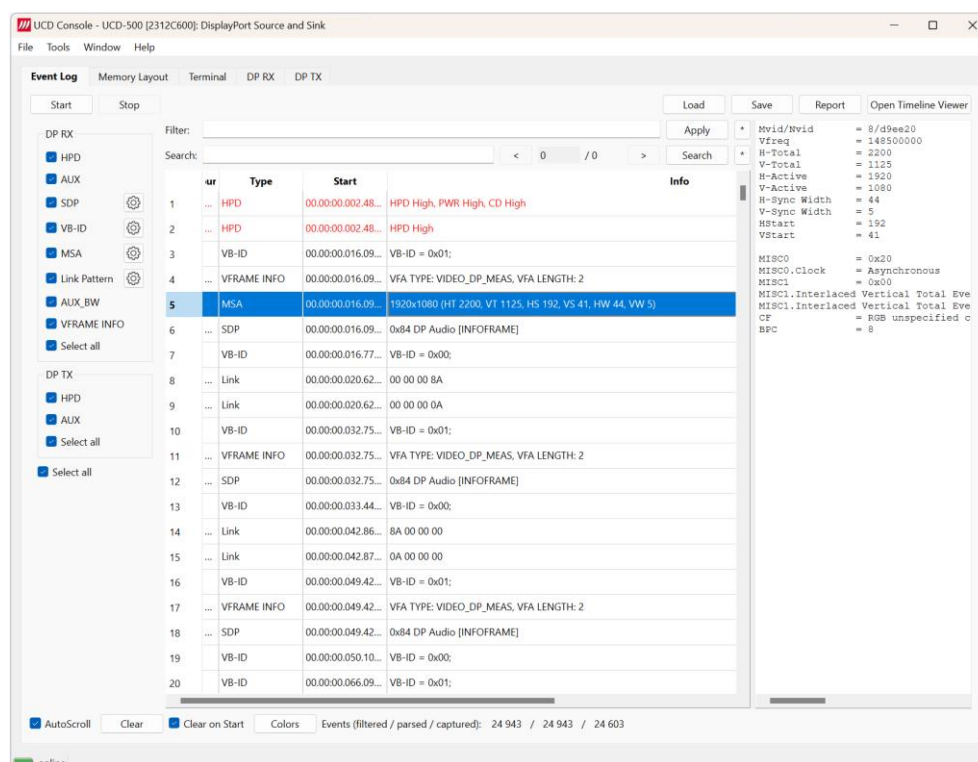 UCD Console - UCD-500 [2312C600]: DisplayPort Source and Sink
File Tools Window Help
Event Log Memory Layout Terminal DP RX DP TX
Start Stop Load Save Report Open Timeline Viewer
DP RX
HPD
AUX
SDP
VB-ID
MSA
Link Pattern
AUX_BW
VFRAME INFO
Select all
DP TX
HPD
AUX
Select all
Select all
Filter: Apply *
Search: < 0 / 0 > Search *
ur Type Start Info
1 ... HPD 00.00:00.002.48... HPD High, PWR High, CD High
2 ... HPD 00.00:00.002.48... HPD High
3 VB-ID 00.00:00.016.09... VB-ID = 0x01;
4 ... VFRAME INFO 00.00:00.016.09... VFA TYPE: VIDEO_DP_MEAS, VFA LENGTH: 2
5 MSA 00.00:00.016.09... 1920x1080 (HT 2200, VT 1125, HS 192, VS 41, HW 44, VW 5)
6 ... SDP 00.00:00.016.09... 0x84 DP Audio [INFOFRAME]
7 VB-ID 00.00:00.016.77... VB-ID = 0x00;
8 ... Link 00.00:00.020.62... 00 00 00 8A
9 ... Link 00.00:00.020.62... 00 00 00 0A
10 VB-ID 00.00:00.032.75... VB-ID = 0x01;
11 ... VFRAME INFO 00.00:00.032.75... VFA TYPE: VIDEO_DP_MEAS, VFA LENGTH: 2
12 ... SDP 00.00:00.032.75... 0x84 DP Audio [INFOFRAME]
13 VB-ID 00.00:00.033.44... VB-ID = 0x00;
14 ... Link 00.00:00.042.86... 8A 00 00 00
15 ... Link 00.00:00.042.87... 0A 00 00 00
16 VB-ID 00.00:00.049.42... VB-ID = 0x01;
17 ... VFRAME INFO 00.00:00.049.42... VFA TYPE: VIDEO_DP_MEAS, VFA LENGTH: 2
18 ... SDP 00.00:00.049.42... 0x84 DP Audio [INFOFRAME]
19 VB-ID 00.00:00.050.10... VB-ID = 0x00;
20 VB-ID 00.00:00.066.09... VB-ID = 0x01;
Mvid/Nvid = 8/d9ee20
Vfreq = 148500000
H-Total = 2200
V-Total = 1125
H-Active = 1920
V-Active = 1080
H-Sync Width = 44
V-Sync Width = 5
HStart = 192
VStart = 41
MISC0 = 0x20
MISC0.Clock = Asynchronous
MISC1 = 0x00
MISC1.Interlaced Vertical Total Eve
MISC1.Interlaced Vertical Total Eve
CF = RGB unspecified c
BPC = 8
AutoScroll Clear Clear on Start Colors Events (filtered / parsed / captured): 24 943 / 24 943 / 24 603